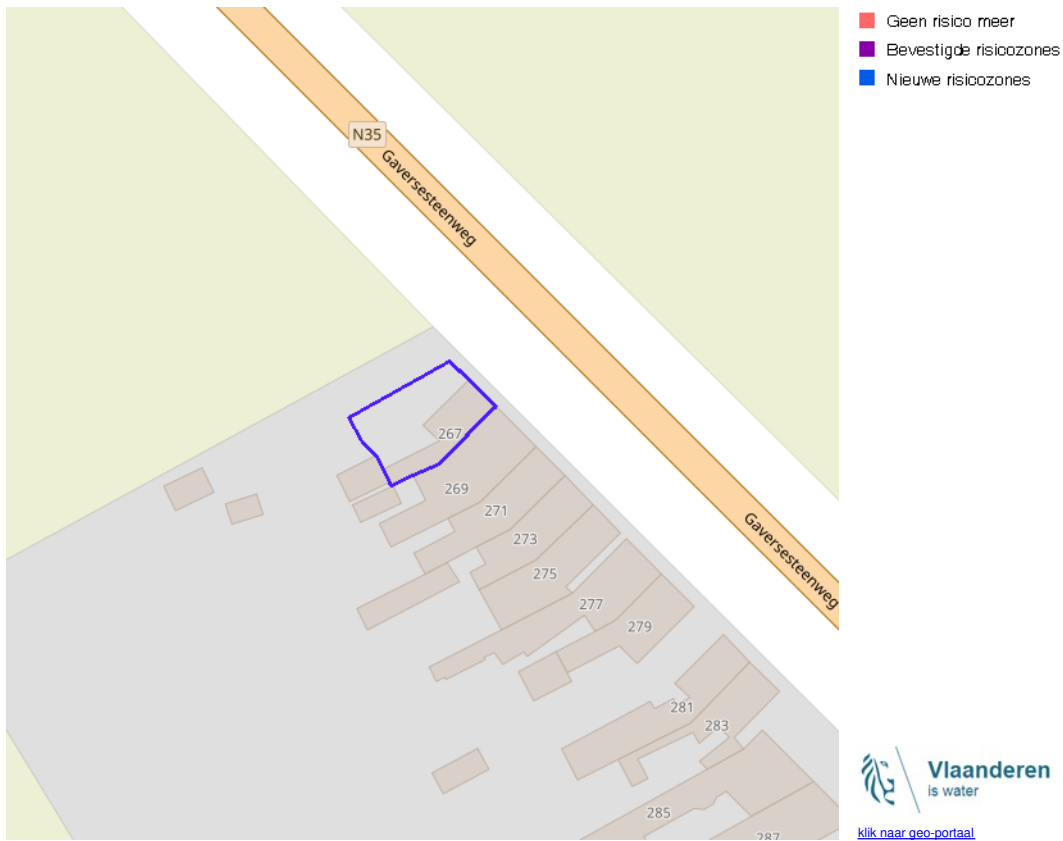 Geen risico meer
Bevestigde risicozones
Nieuwe risicozones
N35
Gaversesteenweg
267
269
271
273
275
277
279
Gaversesteenweg
281
283
285
287
Vlaanderen
is water
klik naar geo-portaal